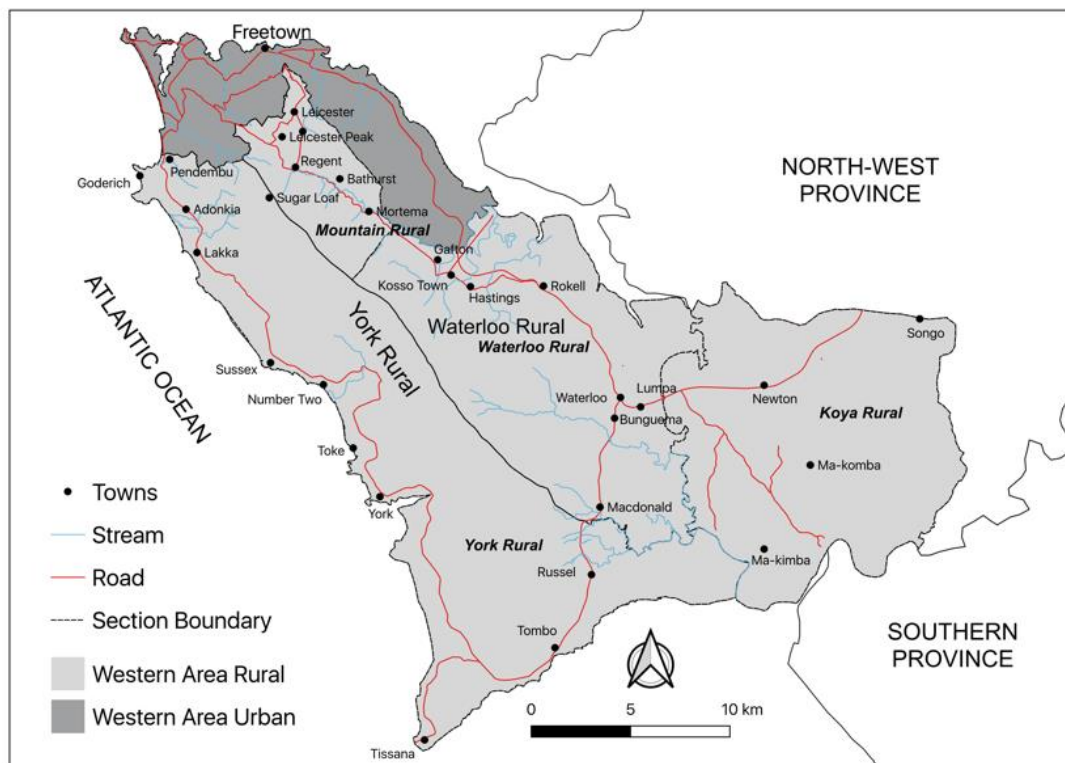 Freetown
Leicester
Leicester Peak
Regent
Pendembu
Goderich
Bathurst
Sugar Loaf
Adonkia
Mortema
Mountain Rural
Lakka
Gafton
Kosso Town
Hastings
Rokell
NORTH-WEST
PROVINCE
ATLANTIC OCEAN
York Rural
Waterloo Rural
Waterloo Rural
Songo
Sussex
Number Two
Waterloo
Lumpa
Newton
Bunguema
Koya Rural
Toke
Ma-komba
York
Macdonald
York Rural
Ma-kimba
Russel
Tombo
SOUTHERN
PROVINCE
Tissana
Towns
Stream
Road
Section Boundary
Western Area Rural
Western Area Urban
0 5 10 km